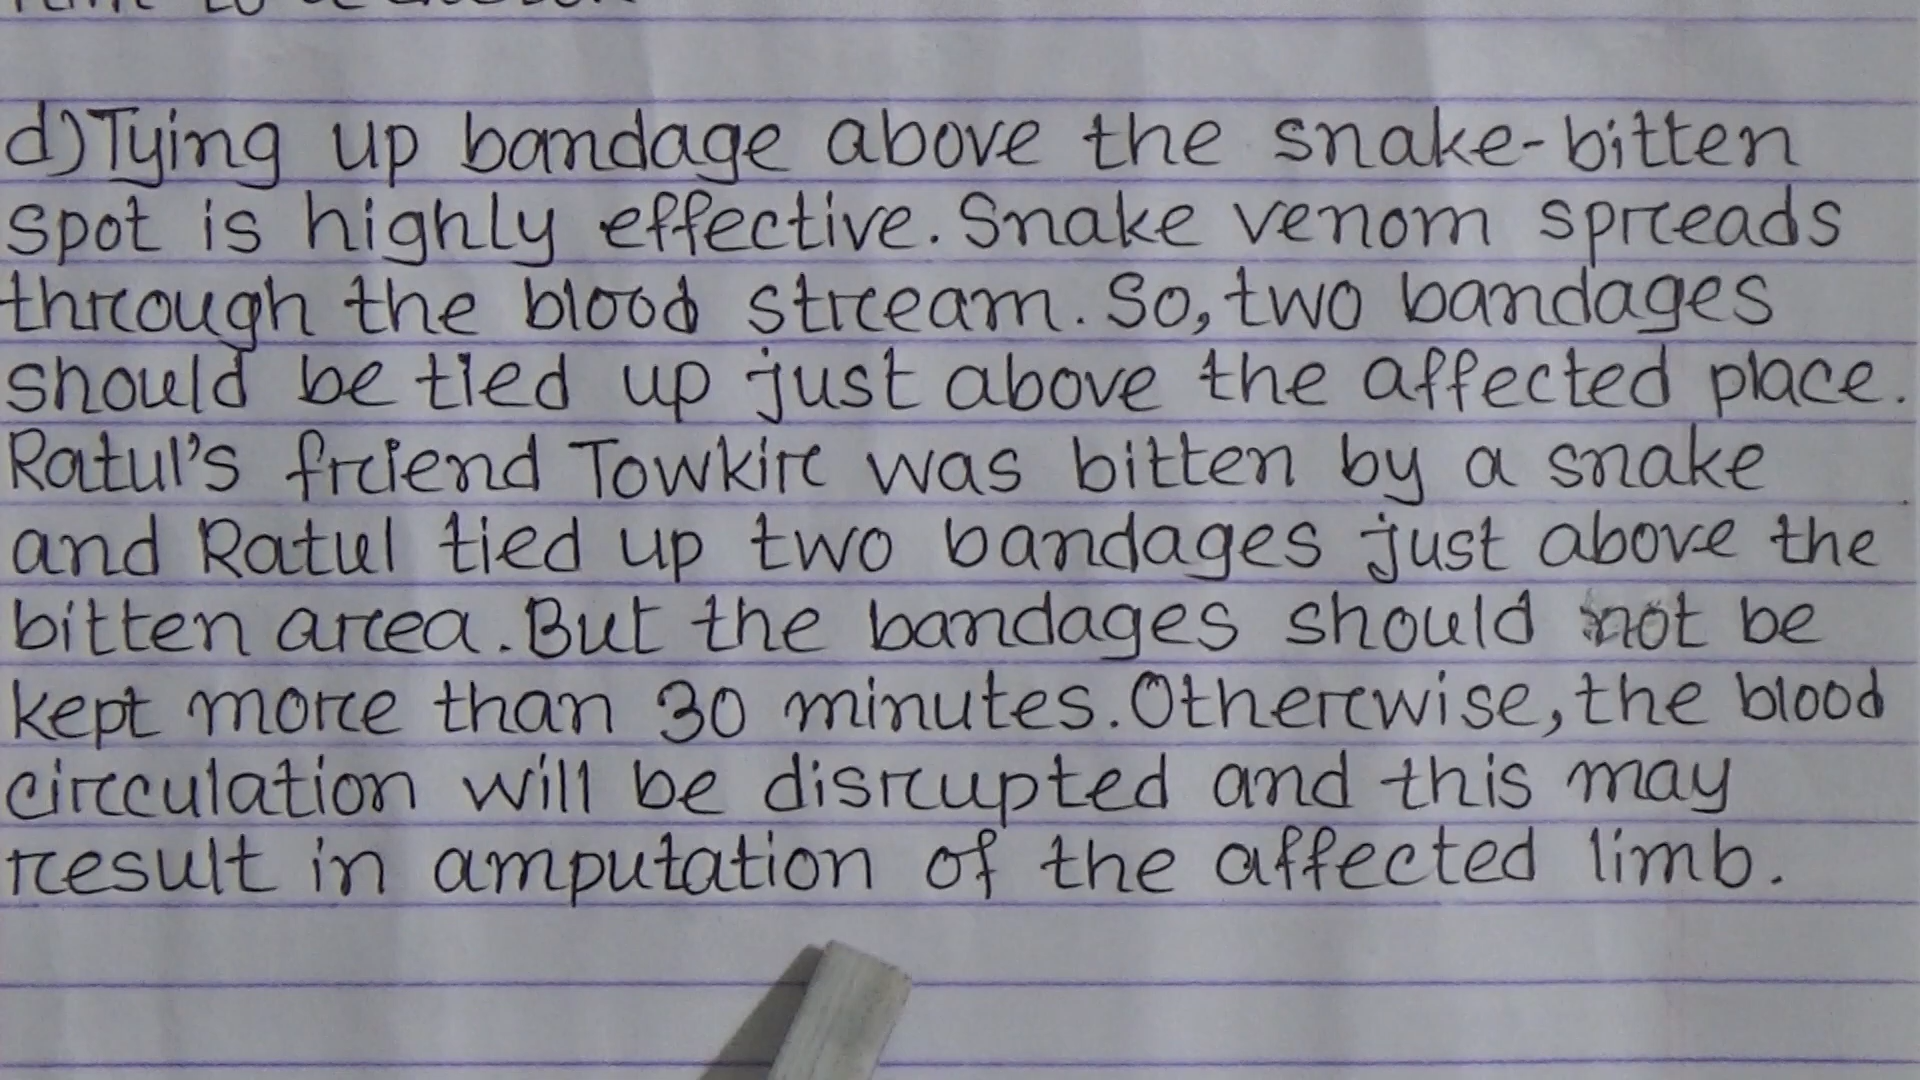 d) Tying up bandage above the snake-bitten
spot is highly effective. Snake venom spreads
through the blood stream. So, two bandages
should be tied up just above the affected place.
Ratul's friend Towkir was bitten by a snake
and Ratul tied up two bandages just above the
bitten area. But the bandages should not be
kept more than 30 minutes. Otherwise, the blood
circulation will be disrupted and this may
result in amputation of the affected limb.